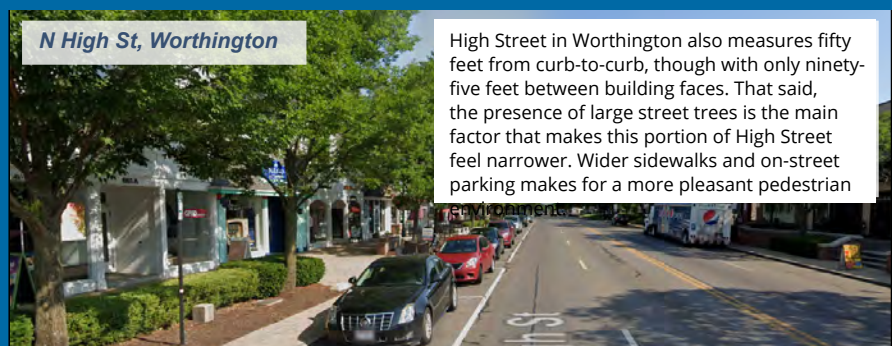 N High St, Worthington
High Street in Worthington also measures fifty
feet from curb-to-curb, though with only ninety-
five feet between building faces. That said,
the presence of large street trees is the main
factor that makes this portion of High Street
feel narrower. Wider sidewalks and on-street
parking makes for a more pleasant pedestrian
environment.
h St